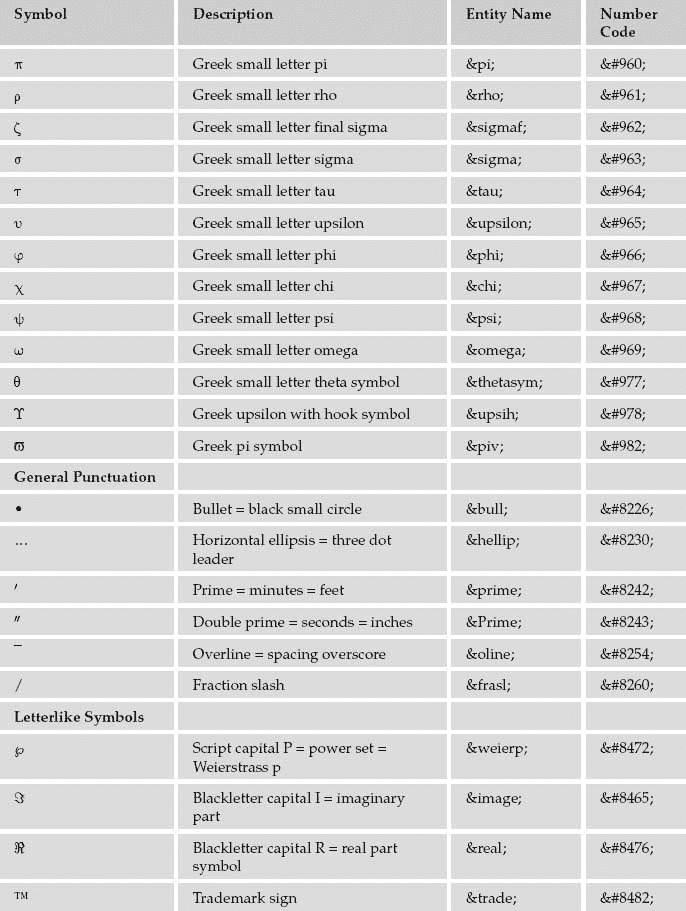 Symbol Description Entity Name Number Code
π Greek small letter pi &pi; &#960;
ρ Greek small letter rho &rho; &#961;
ζ Greek small letter final sigma &sigmaf; &#962;
σ Greek small letter sigma &sigma; &#963;
τ Greek small letter tau &tau; &#964;
υ Greek small letter upsilon &upsilon; &#965;
φ Greek small letter phi &phi; &#966;
χ Greek small letter chi &chi; &#967;
ψ Greek small letter psi &psi; &#968;
ω Greek small letter omega &omega; &#969;
θ Greek small letter theta symbol &thetasym; &#977;
ϒ Greek upsilon with hook symbol &upsih; &#978;
ϖ Greek pi symbol &piv; &#982;
General Punctuation
• Bullet = black small circle &bull; &#8226;
… Horizontal ellipsis = three dot leader &hellip; &#8230;
′ Prime = minutes = feet &prime; &#8242;
″ Double prime = seconds = inches &Prime; &#8243;
‾ Overline = spacing overscore &oline; &#8254;
/ Fraction slash &frasl; &#8260;
Letterlike Symbols
℘ Script capital P = power set = Weierstrass p &weierp; &#8472;
ℑ Blackletter capital I = imaginary part &image; &#8465;
ℜ Blackletter capital R = real part symbol &real; &#8476;
™ Trademark sign &trade; &#8482;